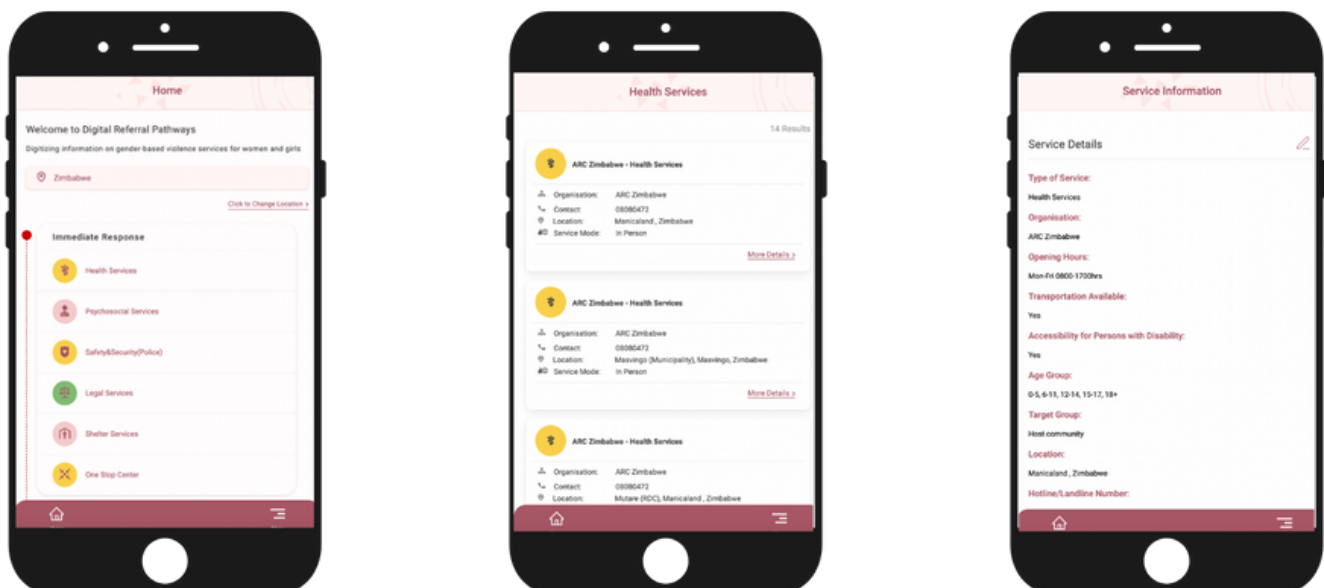 Home
Welcome to Digital Referral Pathways
Digitizing information on gender-based violence services for women and girls
Zimbabwe
Click to Change Location >
Immediate Response
Health Services
Psychosocial Services
Safety&Security(Police)
Legal Services
Shelter Services
One Stop Center
Health Services
14 Results
ARC Zimbabwe - Health Services
Organisation: ARC Zimbabwe
Contact: 08080472
Location: Manicaland , Zimbabwe
Service Mode: In Person
More Details >
ARC Zimbabwe - Health Services
Organisation: ARC Zimbabwe
Contact: 08080472
Location: Masvingo (Municipality), Masvingo, Zimbabwe
Service Mode: In Person
More Details >
ARC Zimbabwe - Health Services
Organisation: ARC Zimbabwe
Contact: 08080472
Location: Mutare (RDC), Manicaland , Zimbabwe
Service Information
Service Details
Type of Service:
Health Services
Organisation:
ARC Zimbabwe
Opening Hours:
Mon-Fri 0800-1700hrs
Transportation Available:
Yes
Accessibility for Persons with Disability:
Yes
Age Group:
0-5, 6-11, 12-14, 15-17, 18+
Target Group:
Host community
Location:
Manicaland , Zimbabwe
Hotline/Landline Number: